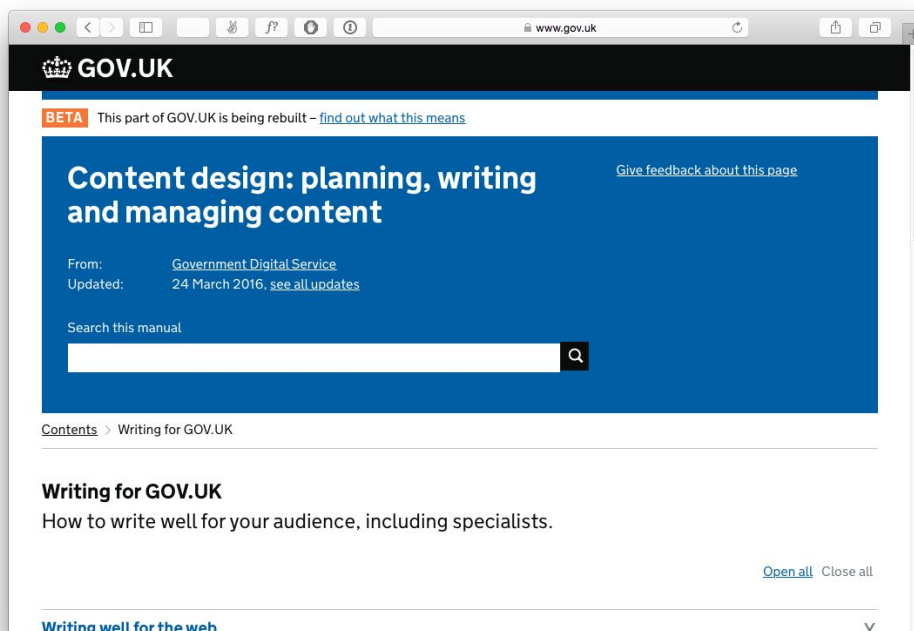 f?
www.gov.uk
GOV.UK
BETA This part of GOV.UK is being rebuilt – find out what this means
Content design: planning, writing
and managing content
Give feedback about this page
From: Government Digital Service
Updated: 24 March 2016, see all updates
Search this manual
Contents > Writing for GOV.UK
Writing for GOV.UK
How to write well for your audience, including specialists.
Open all Close all
Writing well for the web